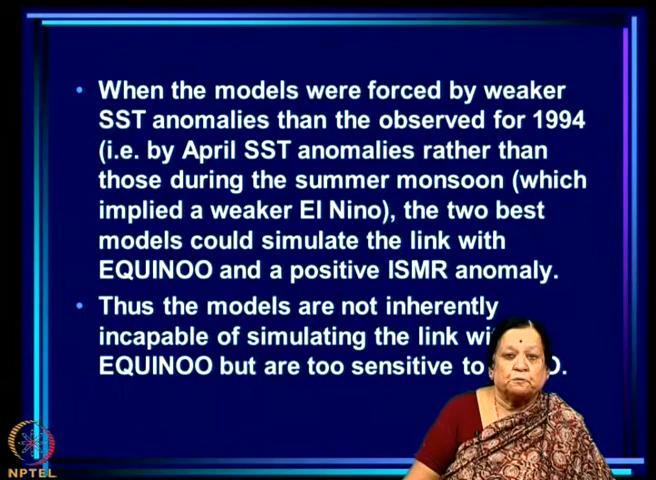 • When the models were forced by weaker
SST anomalies than the observed for 1994
(i.e. by April SST anomalies rather than
those during the summer monsoon (which
implied a weaker El Nino), the two best
models could simulate the link with
EQUINOO and a positive ISMR anomaly.
• Thus the models are not inherently
incapable of simulating the link
EQUINOO but are too sensitive to
NPTEL